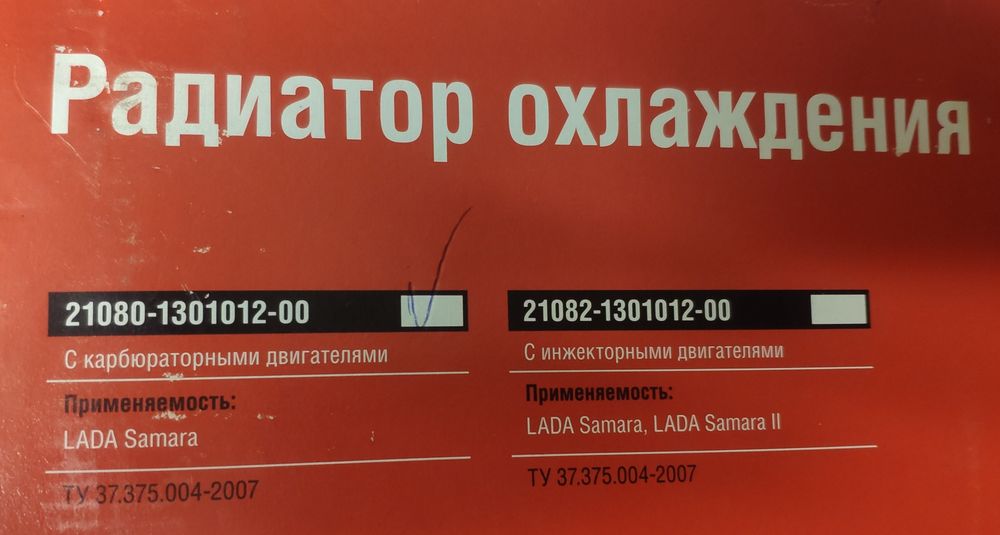 Радиатор охлаждения
21080-1301012-00
С карбюраторными двигателями
Применяемость:
LADA Samara
ТУ 37.375.004-2007
21082-1301012-00
С инжекторными двигателями
Применяемость:
LADA Samara, LADA Samara II
ТУ 37.375.004-2007